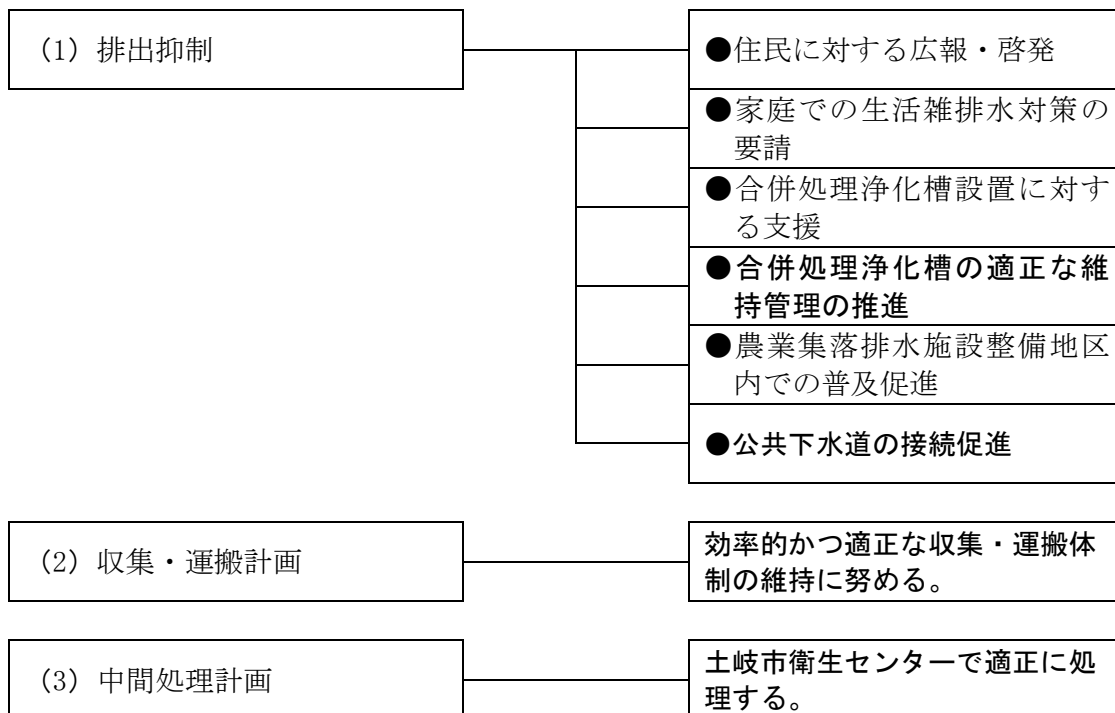 (1) 排出抑制
●住民に対する広報・啓発
●家庭での生活雑排水対策の
要請
●合併処理浄化槽設置に対す
る支援
●合併処理浄化槽の適正な維
持管理の推進
●農業集落排水施設整備地区
内での普及促進
●公共下水道の接続促進
(2) 収集・運搬計画
効率的かつ適正な収集・運搬体
制の維持に努める。
(3) 中間処理計画
土岐市衛生センターで適正に処
理する。